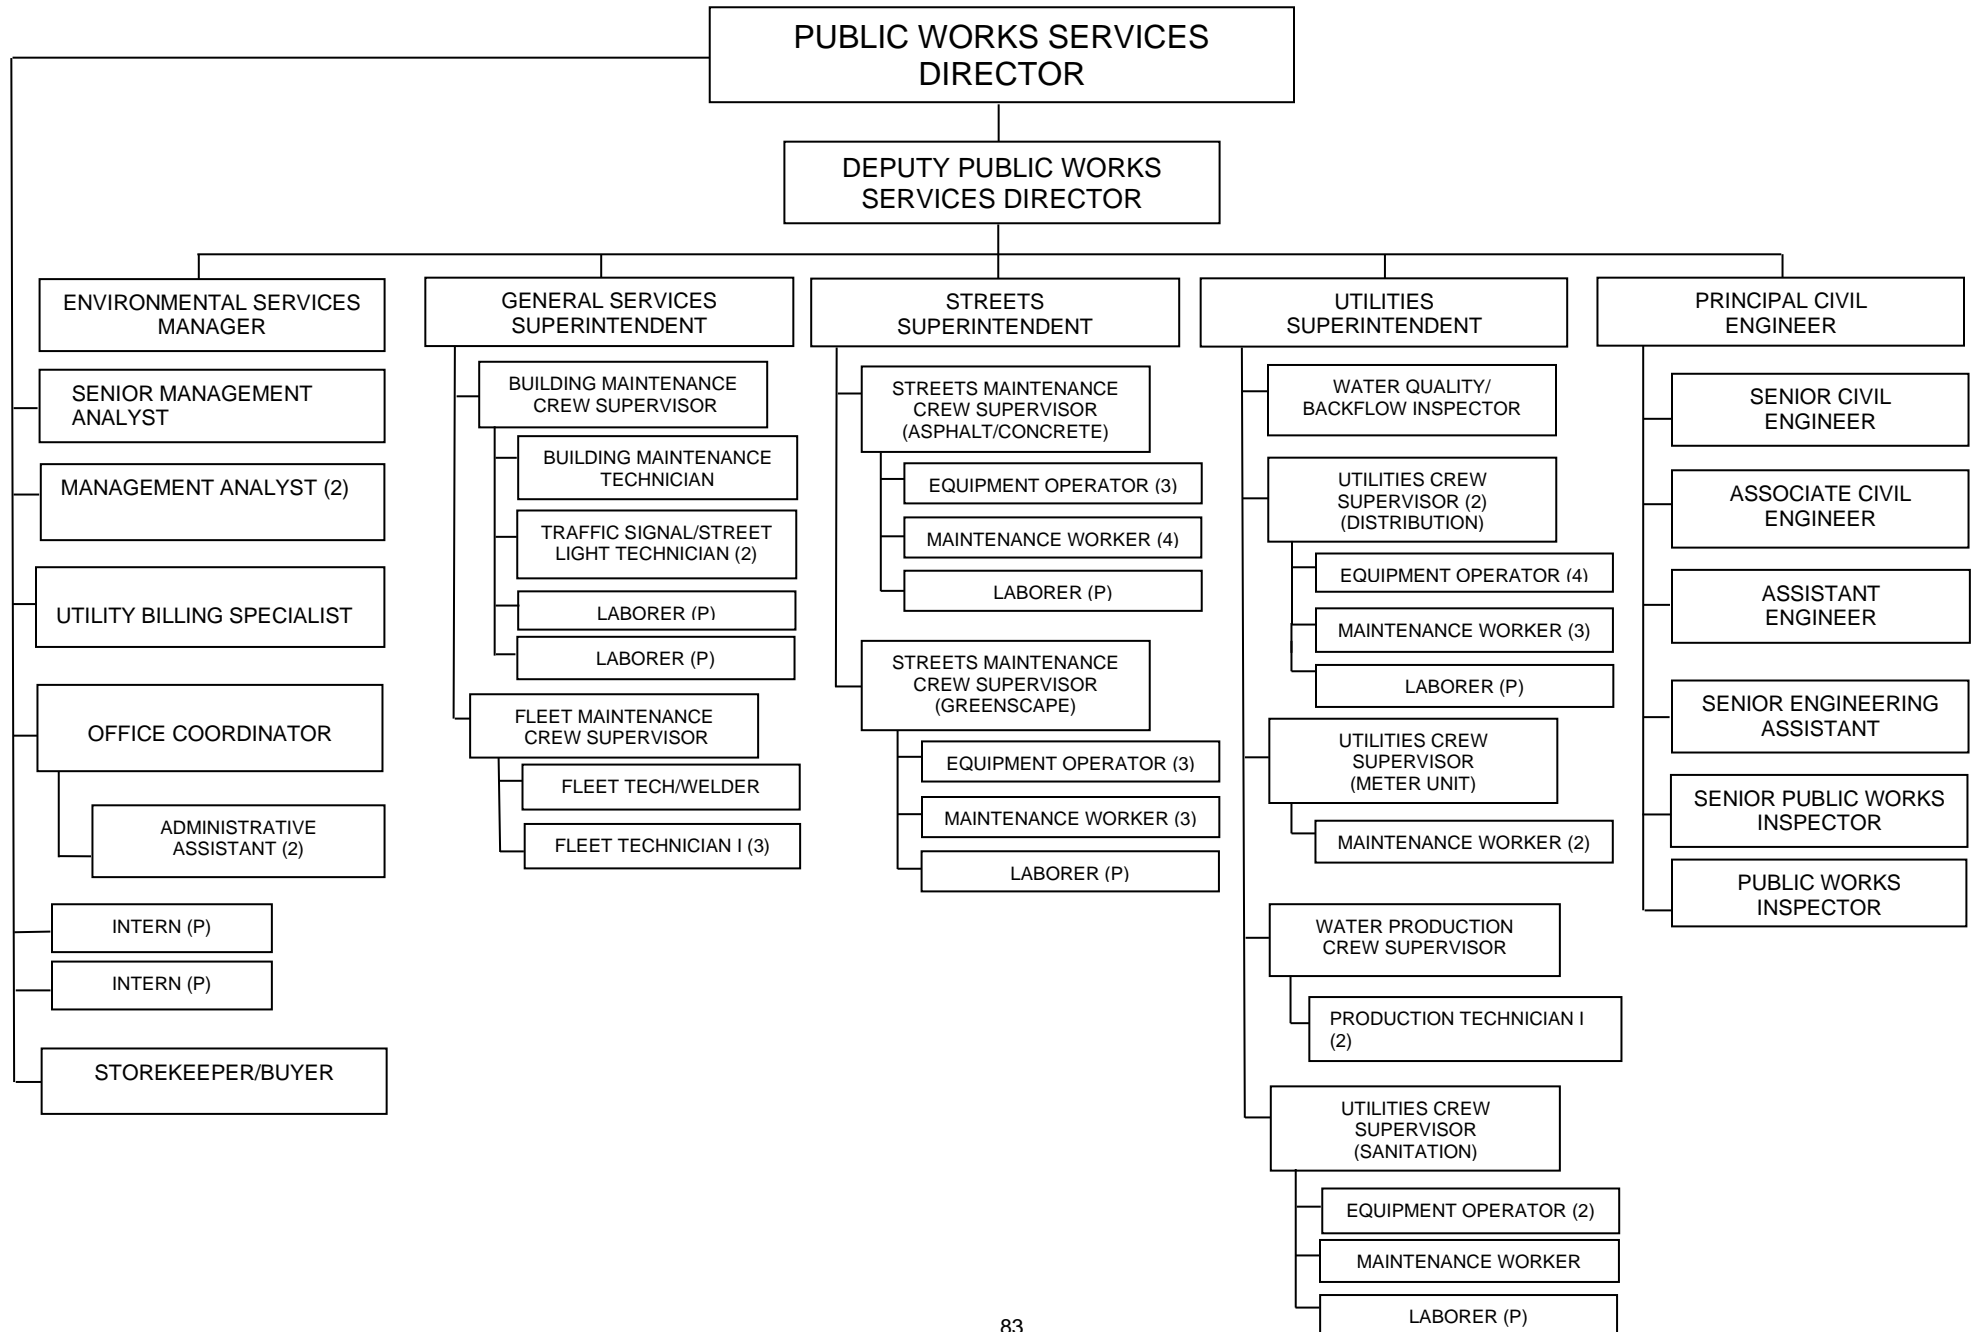 PUBLIC WORKS SERVICES
DIRECTOR
DEPUTY PUBLIC WORKS
SERVICES DIRECTOR
ENVIRONMENTAL SERVICES
MANAGER
SENIOR MANAGEMENT
ANALYST
MANAGEMENT ANALYST (2)
UTILITY BILLING SPECIALIST
OFFICE COORDINATOR
ADMINISTRATIVE
ASSISTANT (2)
INTERN (P)
INTERN (P)
STOREKEEPER/BUYER
GENERAL SERVICES
SUPERINTENDENT
BUILDING MAINTENANCE
CREW SUPERVISOR
BUILDING MAINTENANCE
TECHNICIAN
TRAFFIC SIGNAL/STREET
LIGHT TECHNICIAN (2)
LABORER (P)
LABORER (P)
FLEET MAINTENANCE
CREW SUPERVISOR
FLEET TECH/WELDER
FLEET TECHNICIAN I (3)
STREETS
SUPERINTENDENT
STREETS MAINTENANCE
CREW SUPERVISOR
(ASPHALT/CONCRETE)
EQUIPMENT OPERATOR (3)
MAINTENANCE WORKER (4)
LABORER (P)
STREETS MAINTENANCE
CREW SUPERVISOR
(GREENSCAPE)
EQUIPMENT OPERATOR (3)
MAINTENANCE WORKER (3)
LABORER (P)
UTILITIES
SUPERINTENDENT
WATER QUALITY/
BACKFLOW INSPECTOR
UTILITIES CREW
SUPERVISOR (2)
(DISTRIBUTION)
EQUIPMENT OPERATOR (4)
MAINTENANCE WORKER (3)
LABORER (P)
UTILITIES CREW
SUPERVISOR
(METER UNIT)
MAINTENANCE WORKER (2)
WATER PRODUCTION
CREW SUPERVISOR
PRODUCTION TECHNICIAN I
(2)
UTILITIES CREW
SUPERVISOR
(SANITATION)
EQUIPMENT OPERATOR (2)
MAINTENANCE WORKER
LABORER (P)
PRINCIPAL CIVIL
ENGINEER
SENIOR CIVIL
ENGINEER
ASSOCIATE CIVIL
ENGINEER
ASSISTANT
ENGINEER
SENIOR ENGINEERING
ASSISTANT
SENIOR PUBLIC WORKS
INSPECTOR
PUBLIC WORKS
INSPECTOR
83